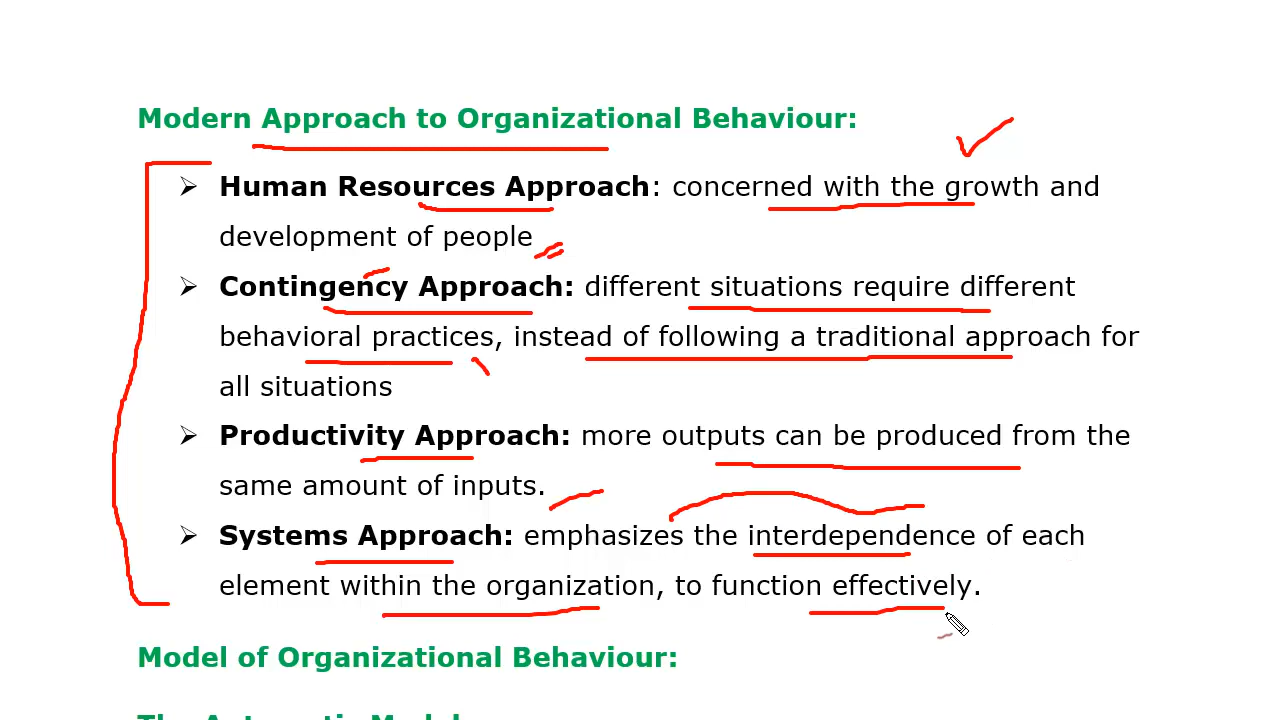 Modern Approach to Organizational Behaviour:
➢ Human Resources Approach: concerned with the growth and
development of people
➢ Contingency Approach: different situations require different
behavioral practices, instead of following a traditional approach for
all situations
➢ Productivity Approach: more outputs can be produced from the
same amount of inputs.
➢ Systems Approach: emphasizes the interdependence of each
element within the organization, to function effectively.
Model of Organizational Behaviour: